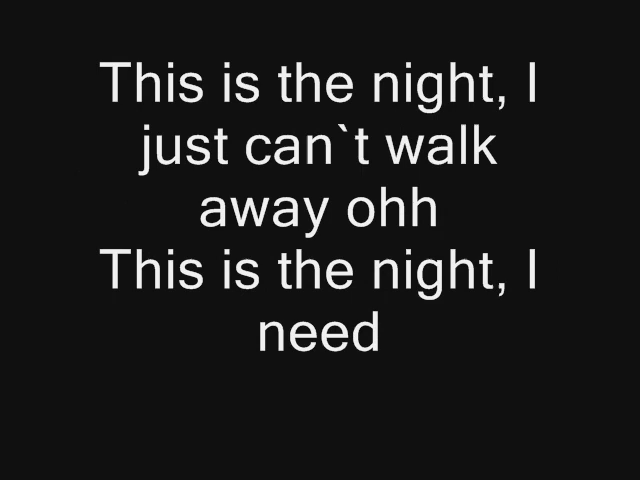 This is the night, I
just can`t walk
away ohh
This is the night, I
need